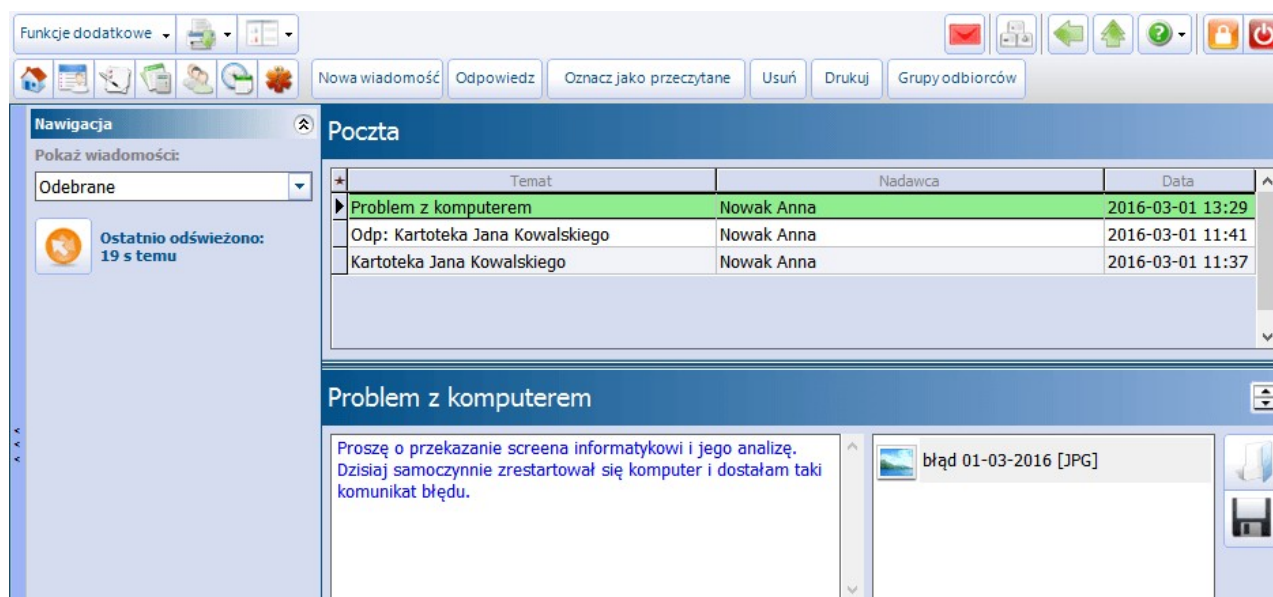 Funkcje dodatkowe
Nowa wiadomość Odpowiedz Oznacz jako przeczytane Usuń Drukuj Grupy odbiorców
Nawigacja
Pokaż wiadomości:
Odebrane
Ostatnio odświeżono:
19 s temu
Poczta
Temat Nadawca Data
Problem z komputerem Nowak Anna 2016-03-01 13:29
Odp: Kartoteka Jana Kowalskiego Nowak Anna 2016-03-01 11:41
Kartoteka Jana Kowalskiego Nowak Anna 2016-03-01 11:37
Problem z komputerem
Proszę o przekazanie screena informatykowi i jego analizę.
Dzisiaj samoczynnie zrestartował się komputer i dostałam taki
komunikat błędu.
błąd 01-03-2016 [JPG]